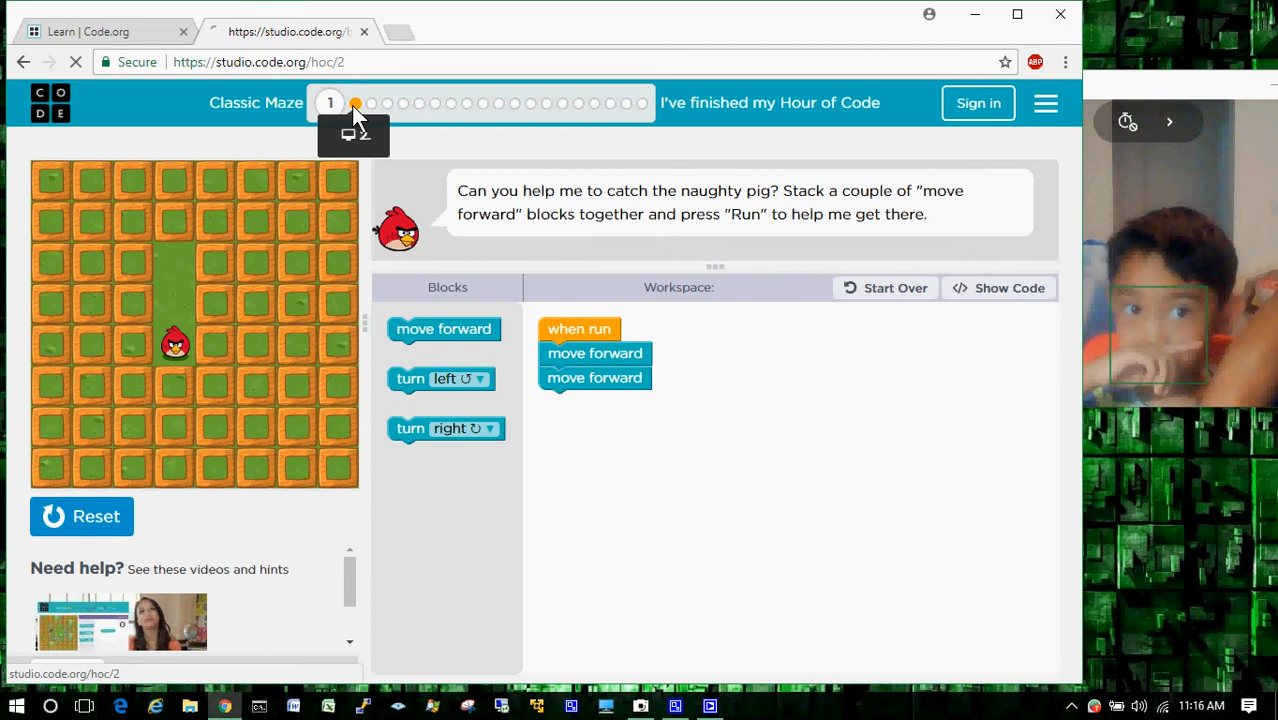 Learn | Code.org
https://studio.code.org/h
Secure https://studio.code.org/hoc/2
ABP
CODE
Classic Maze 1 I've finished my Hour of Code Sign in
2
Can you help me to catch the naughty pig? Stack a couple of "move
forward" blocks together and press "Run" to help me get there.
Blocks Workspace: Start Over </> Show Code
move forward
turn left
turn right
when run
move forward
move forward
Reset
Need help? See these videos and hints
studio.code.org/hoc/2
11:16 AM